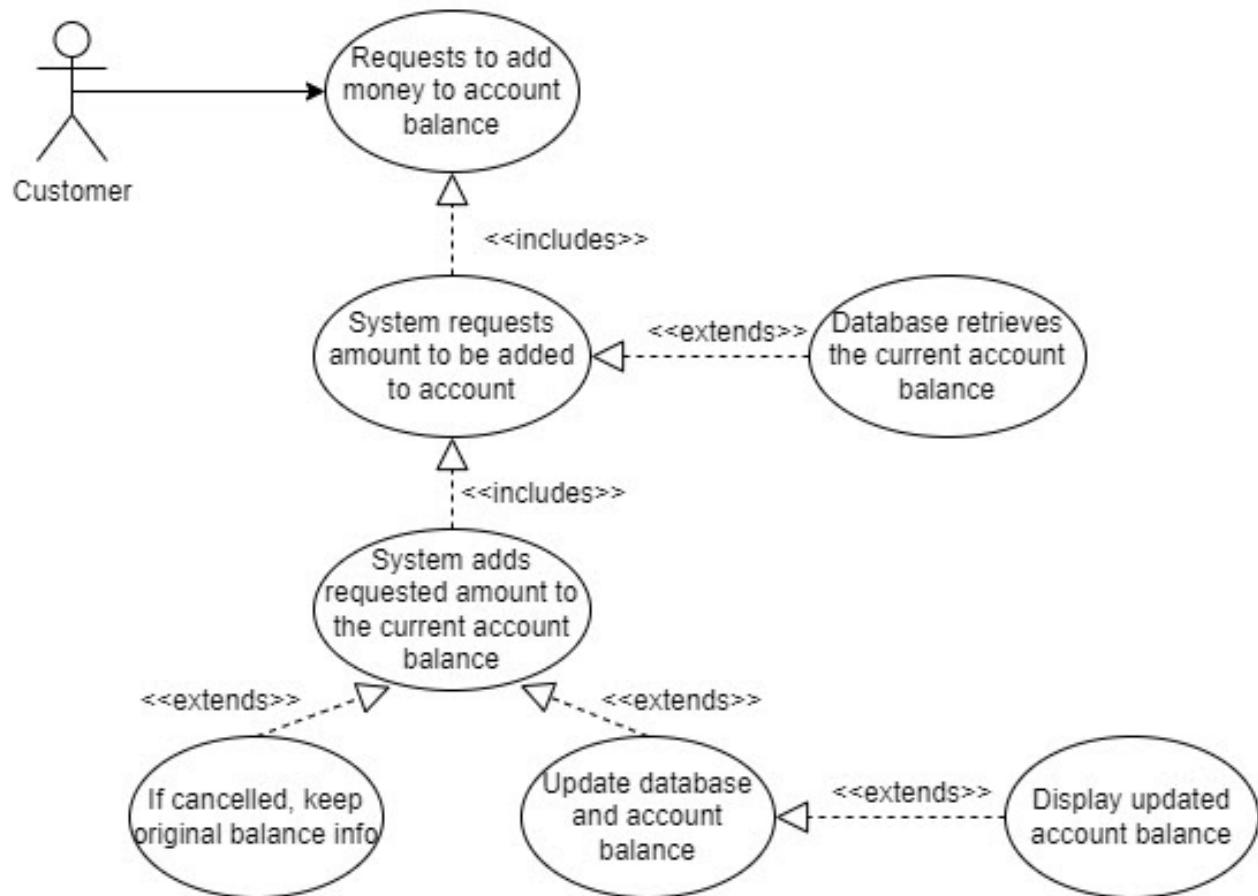 Requests to add
money to account
balance
Customer
<<includes>>
System requests
amount to be added
to account
<<extends>>
Database retrieves
the current account
balance
<<includes>>
System adds
requested amount to
the current account
balance
<<extends>>
<<extends>>
If cancelled, keep
original balance info
Update database
and account
balance
<<extends>>
Display updated
account balance